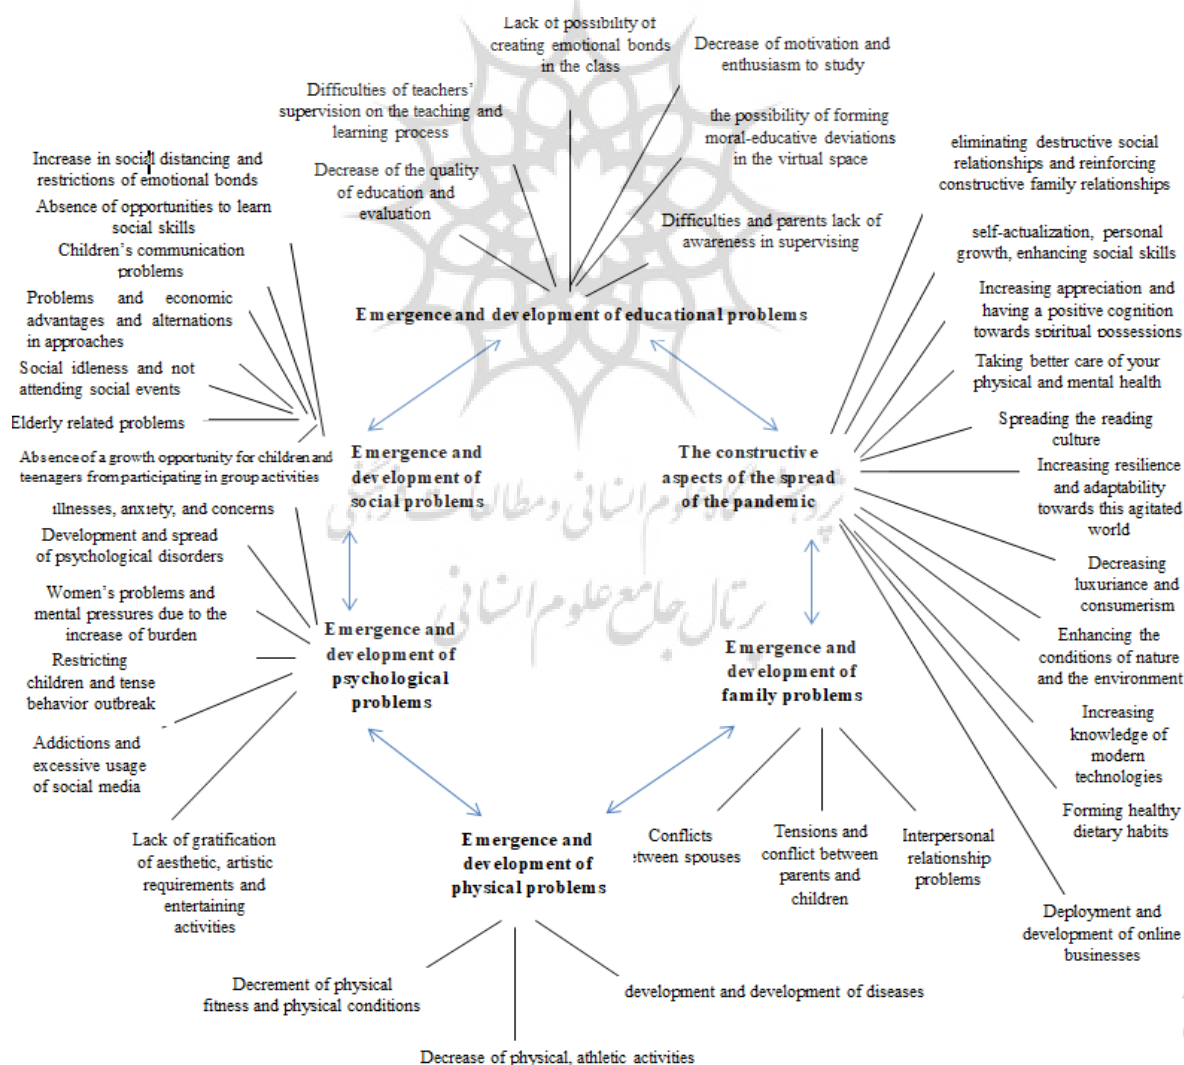 Lack of possibility of
creating emotional bonds
in the class
Decrease of motivation and
enthusiasm to study
Difficulties of teachers'
supervision on the teaching and
learning process
the possibility of forming
moral-educative deviations
in the virtual space
Decrease of the quality
of education and
evaluation
Difficulties and parents lack of
awareness in supervising
Emergence and development of educational problems
Increase in social distancing and
restrictions of emotional bonds
Absence of opportunities to learn
social skills
Children's communication
problems
Problems and economic
advantages and alternations
in approaches
Social idleness and not
attending social events
Elderly related problems
Absence of a growth opportunity for children and
teenagers from participating in group activities
Emergence and
development of
social problems
The constructive
aspects of the spread
of the pandemic
eliminating destructive social
relationships and reinforcing
constructive family relationships
self-actualization, personal
growth, enhancing social skills
Increasing appreciation and
having a positive cognition
towards spiritual possessions
Taking better care of your
physical and mental health
Spreading the reading
culture
Increasing resilience
and adaptability
towards this agitated
world
Decreasing
luxuriance and
consumerism
Enhancing the
conditions of nature
and the environment
Increasing
knowledge of
modern
technologies
Forming healthy
dietary habits
Deployment and
development of online
businesses
پژوهشگاه علوم انسانی و مطالعات فرهنگی
پرتال جامع علوم انسانی
illnesses, anxiety, and concerns
Development and spread
of psychological disorders
Women's problems and
mental pressures due to the
increase of burden
Restricting
children and tense
behavior outbreak
Addictions and
excessive usage
of social media
Lack of gratification
of aesthetic, artistic
requirements and
entertaining
activities
Emergence and
development of
psychological
problems
Emergence and
development of
family problems
Conflicts
tween spouses
Tensions and
conflict between
parents and
children
Interpersonal
relationship
problems
Emergence and
development of
physical problems
Decrement of physical
fitness and physical conditions
Decrease of physical, athletic activities
development and development of diseases